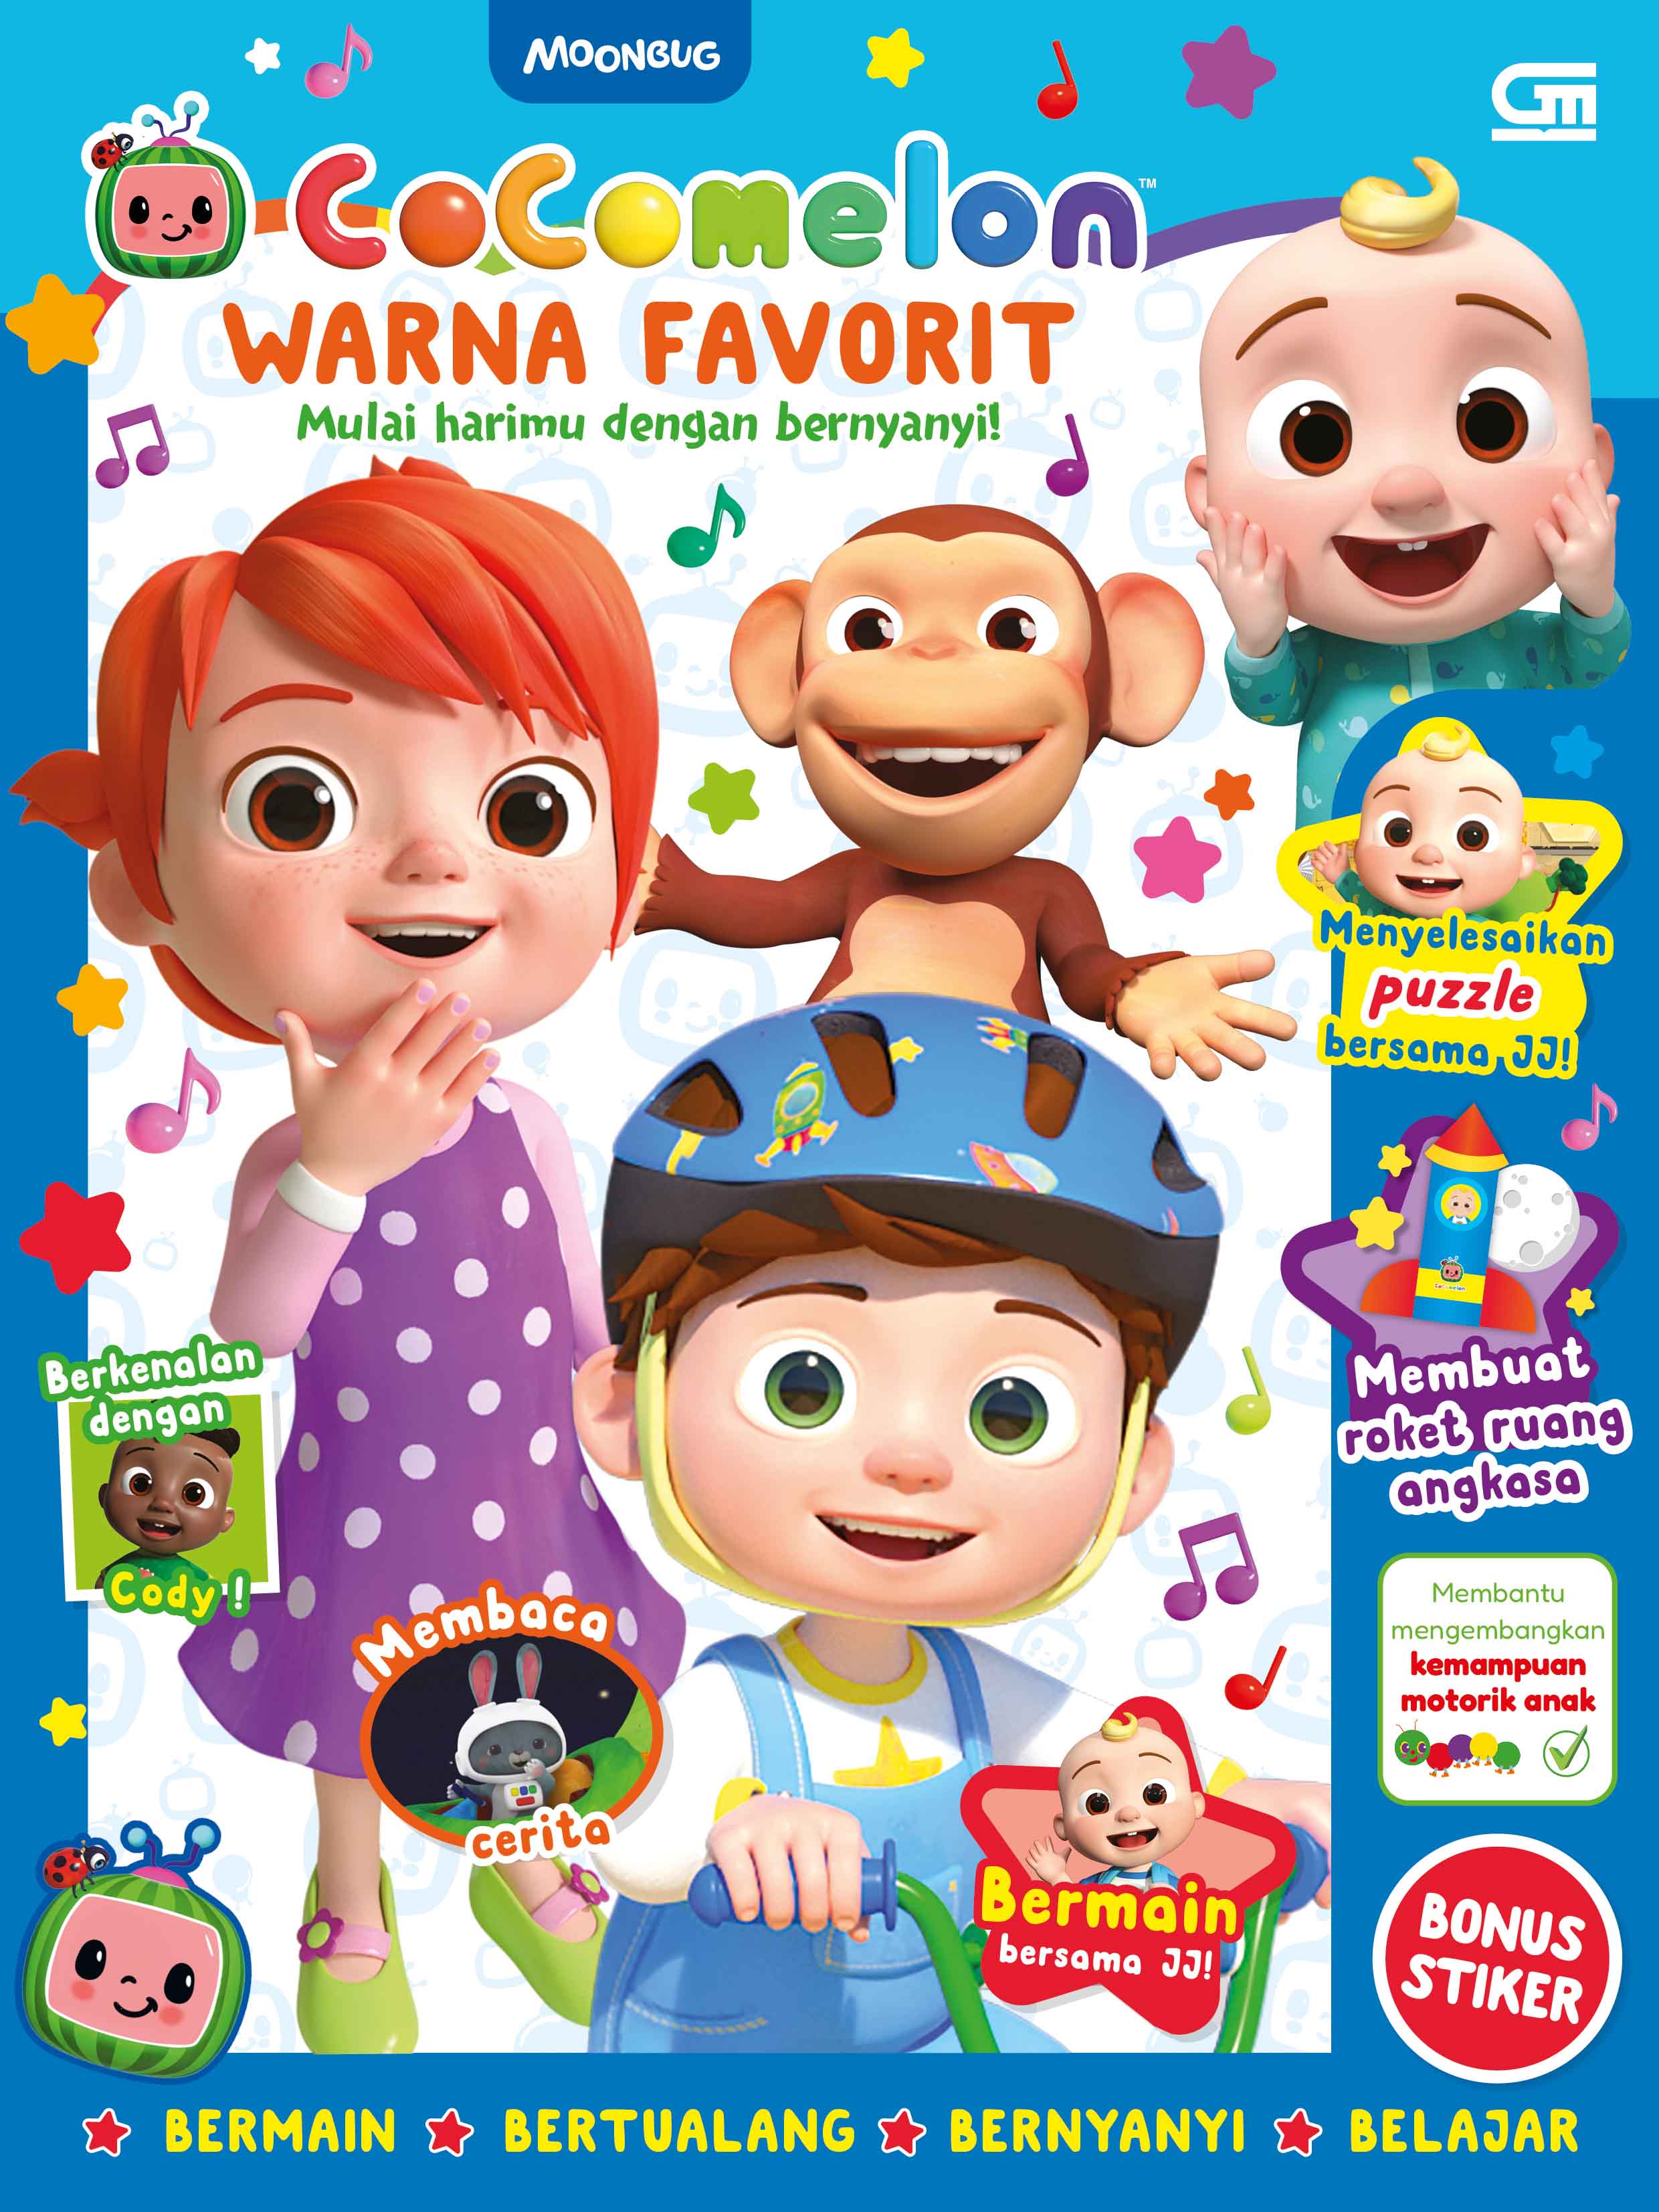 MOONBUG
GM
CoComelon™
WARNA FAVORIT
Mulai harimu dengan bernyanyi!
Menyelesaikan
puzzle
bersama JJ!
Membuat
roket ruang
angkasa
Berkenalan
dengan
Cody!
Membaca
cerita
Membantu
mengembangkan
kemampuan
motorik anak
Bermain
bersama JJ!
BONUS
STIKER
BERMAIN BERTUALANG BERNYANYI BELAJAR